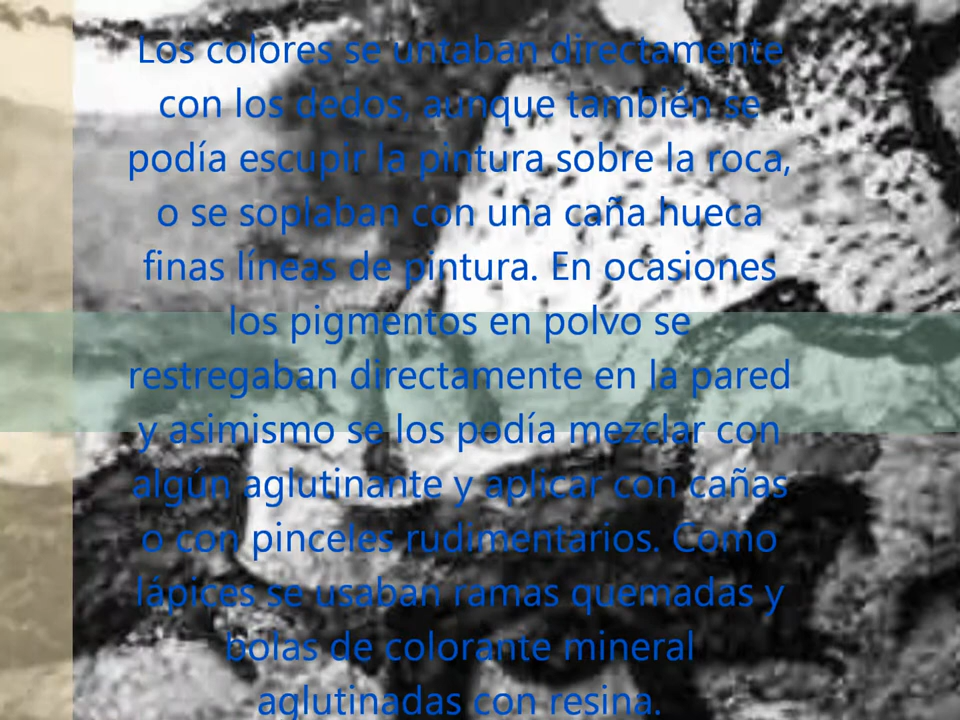 Los colores se untaban directamente
con los dedos, aunque también se
podía escupir la pintura sobre la roca,
o se soplaban con una caña hueca
finas líneas de pintura. En ocasiones
los pigmentos en polvo se
restregaban directamente en la pared
y asimismo se los podía mezclar con
algún aglutinante y aplicar con cañas
o con pinceles rudimentarios. Como
lápices se usaban ramas quemadas y
bolas de colorante mineral
aglutinadas con resina.